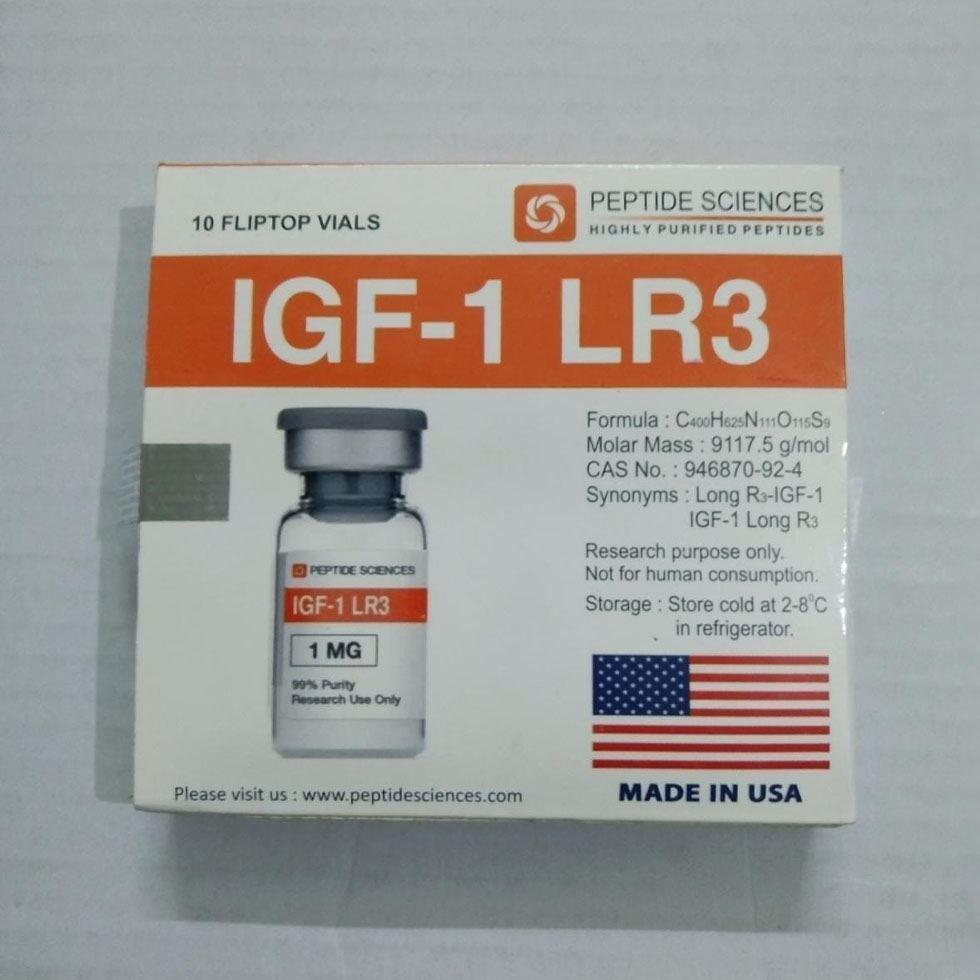 10 FLIPTOP VIALS
PEPTIDE SCIENCES
HIGHLY PURIFIED PEPTIDES
IGF-1 LR3
Formula : C₄₀₀H₆₂₅N₁₁₁O₁₁₅S₉
Molar Mass : 9117.5 g/mol
CAS No. : 946870-92-4
Synonyms : Long R₃-IGF-1
IGF-1 Long R₃
Research purpose only.
Not for human consumption.
Storage : Store cold at 2-8⁰C
in refrigerator.
PEPTIDE SCIENCES
IGF-1 LR3
1 MG
99% Purity
Research Use Only
Please visit us : www.peptidesciences.com
MADE IN USA